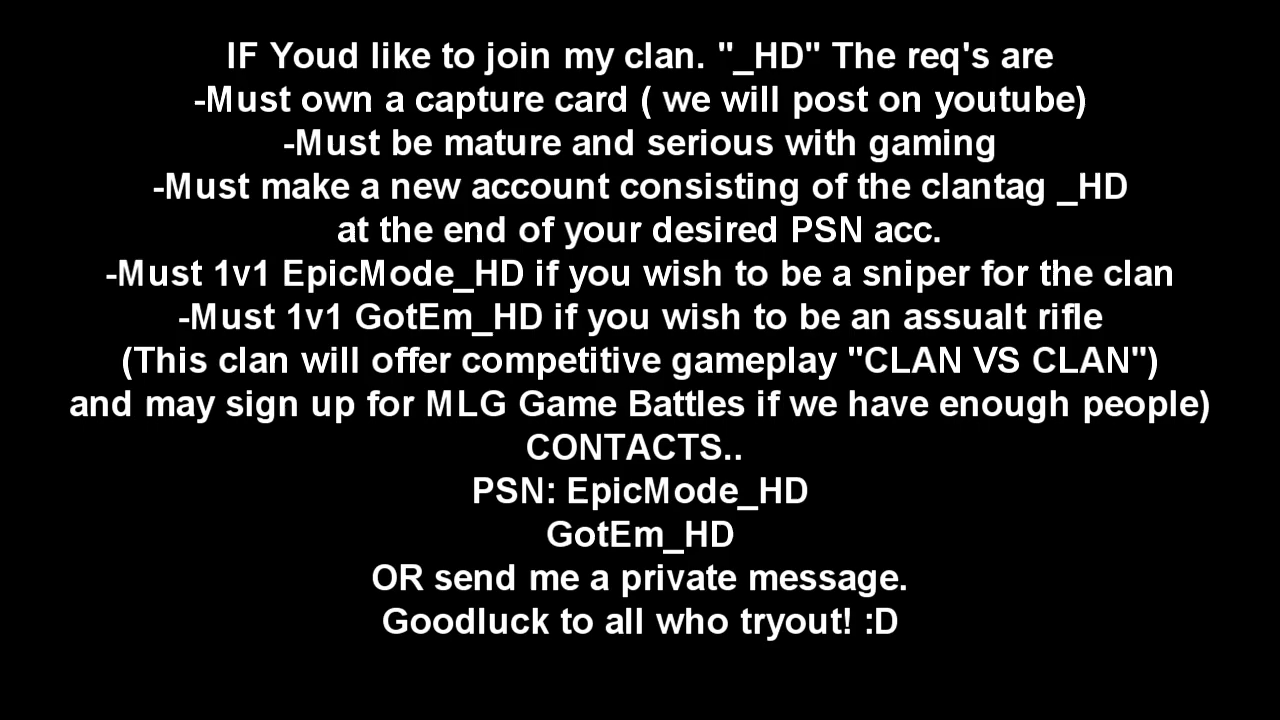 IF Youd like to join my clan. "_HD" The req's are
-Must own a capture card ( we will post on youtube)
-Must be mature and serious with gaming
-Must make a new account consisting of the clantag _HD
at the end of your desired PSN acc.
-Must 1v1 EpicMode_HD if you wish to be a sniper for the clan
-Must 1v1 GotEm_HD if you wish to be an assualt rifle
(This clan will offer competitive gameplay "CLAN VS CLAN")
and may sign up for MLG Game Battles if we have enough people)
CONTACTS..
PSN: EpicMode_HD
GotEm_HD
OR send me a private message.
Goodluck to all who tryout! :D